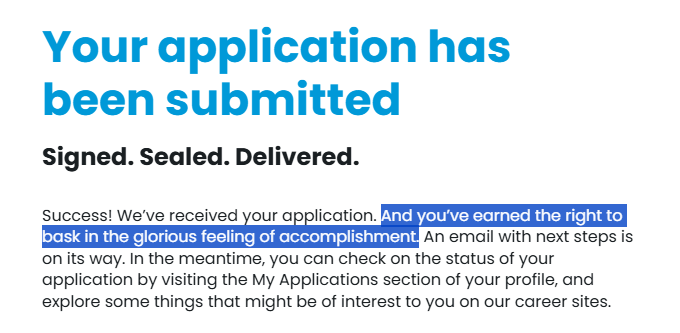 Your application has
been submitted
Signed. Sealed. Delivered.
Success! We’ve received your application. And you’ve earned the right to
bask in the glorious feeling of accomplishment. An email with next steps is
on its way. In the meantime, you can check on the status of your
application by visiting the My Applications section of your profile, and
explore some things that might be of interest to you on our career sites.